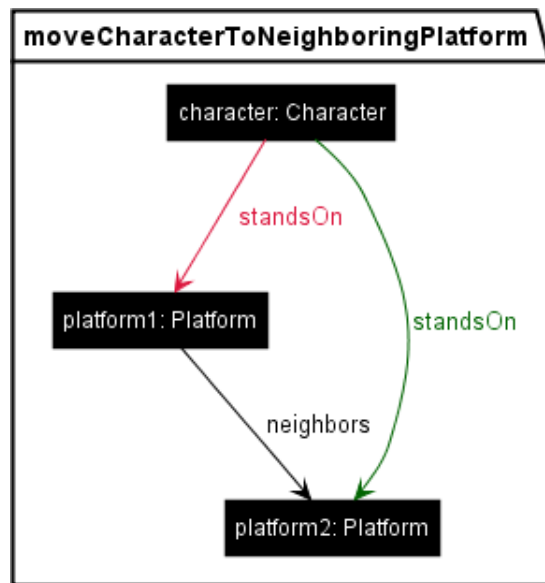 moveCharacterToNeighboringPlatform
character: Character
standsOn
platform1: Platform
standsOn
neighbors
platform2: Platform